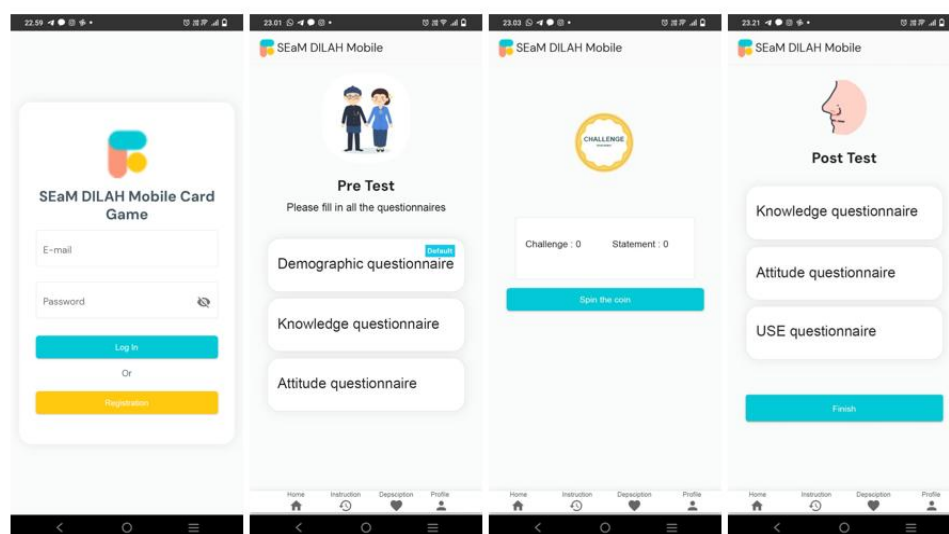 22.59
SEaM DILAH Mobile Card
Game
E-mail
Password
Log In
Or
Registration
23.01
SEaM DILAH Mobile
Pre Test
Please fill in all the questionnaires
Default
Demographic questionnaire
Knowledge questionnaire
Attitude questionnaire
Home Instruction Depsciption Profile
23.03
SEaM DILAH Mobile
CHALLENGE
Challenge : 0 Statement : 0
Spin the coin
Home Instruction Depsciption Profile
23.21
SEaM DILAH Mobile
Post Test
Knowledge questionnaire
Attitude questionnaire
USE questionnaire
Finish
Home Instruction Depsciption Profile